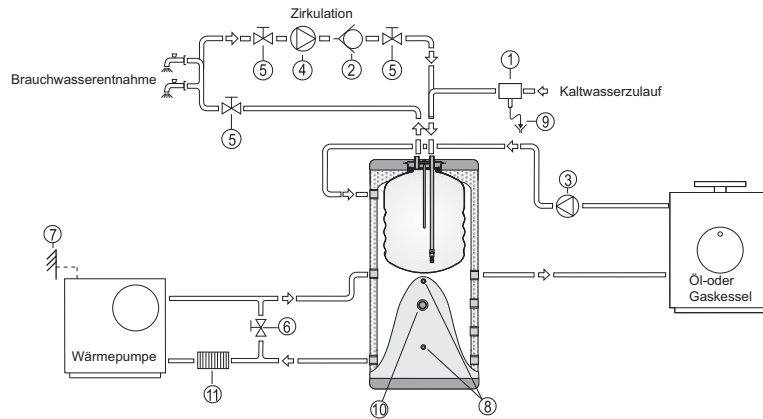 Zirkulation
5
4
2
5
1
Brauchwasserentnahme
Kaltwasserzulauf
5
9
3
7
Öl-oder
Gaskessel
6
Wärmepumpe
11
10
8